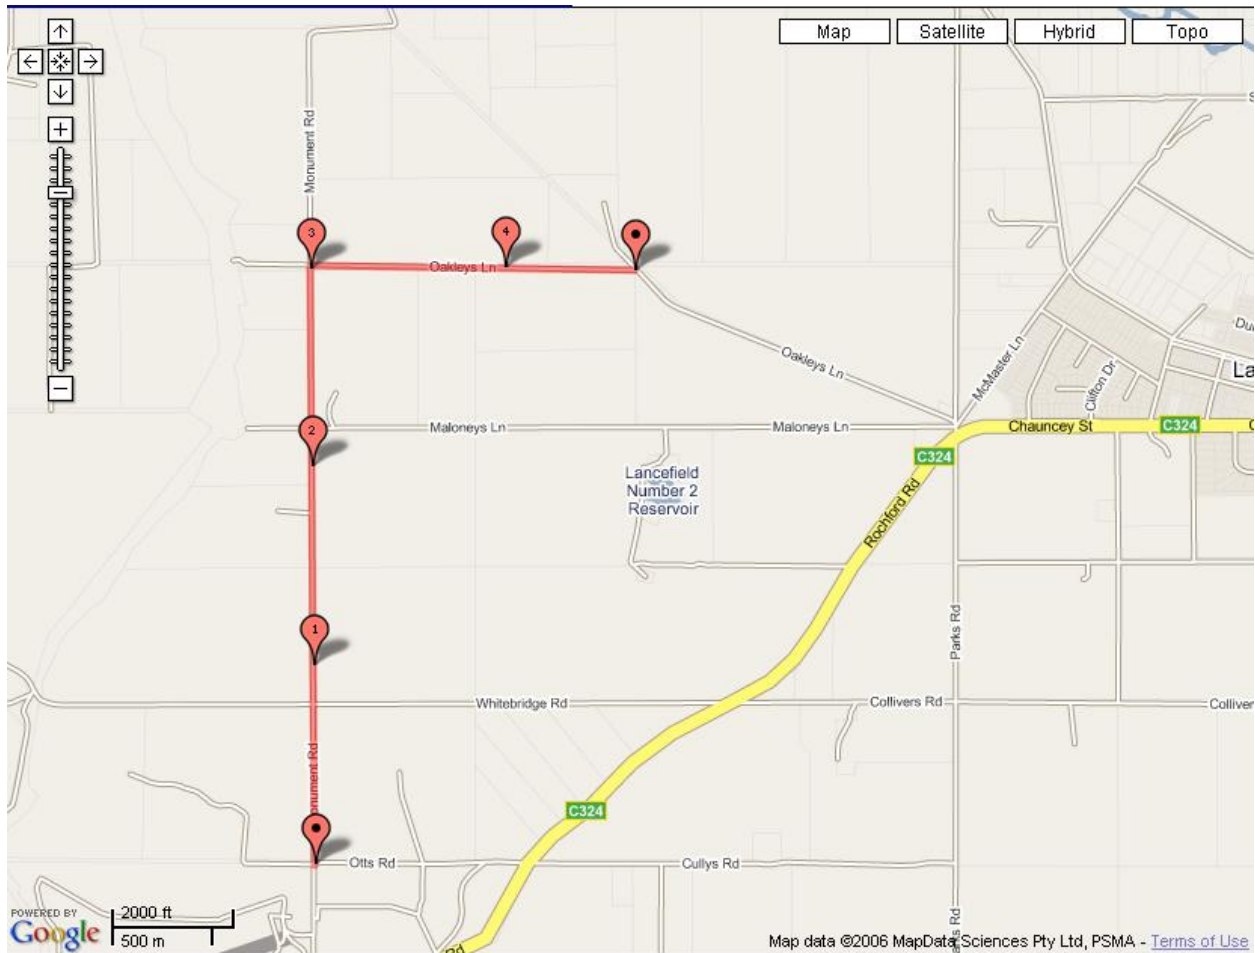 Map
Satellite
Hybrid
Topo
Monument Rd
3
4
Oakleys Ln
Oakleys Ln
McMaster Ln
Clifton Dr
La
2
Maloneys Ln
Maloneys Ln
Chauncey St
C324
C324
Lancefield
Number 2
Reservoir
Rochford Rd
1
Parks Rd
Whitebridge Rd
Collivers Rd
Colliver
onument Rd
C324
Otts Rd
Cullys Rd
POWERED BY
Google
2000 ft
500 m
Rd
Map data ©2006 MapData Sciences Pty Ltd, PSMA - Terms of Use